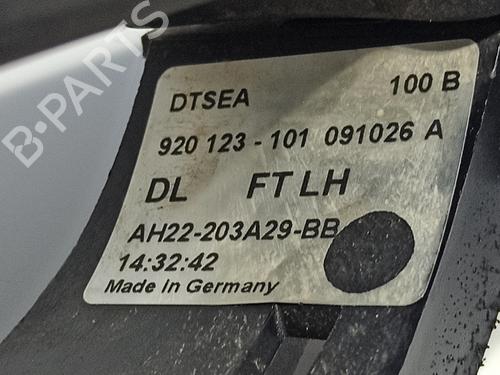 B-PARTS
DTSEA 100 B
920 123 - 101 091026 A
DL FT LH
AH22-203A29-BB
14:32:42
Made In Germany